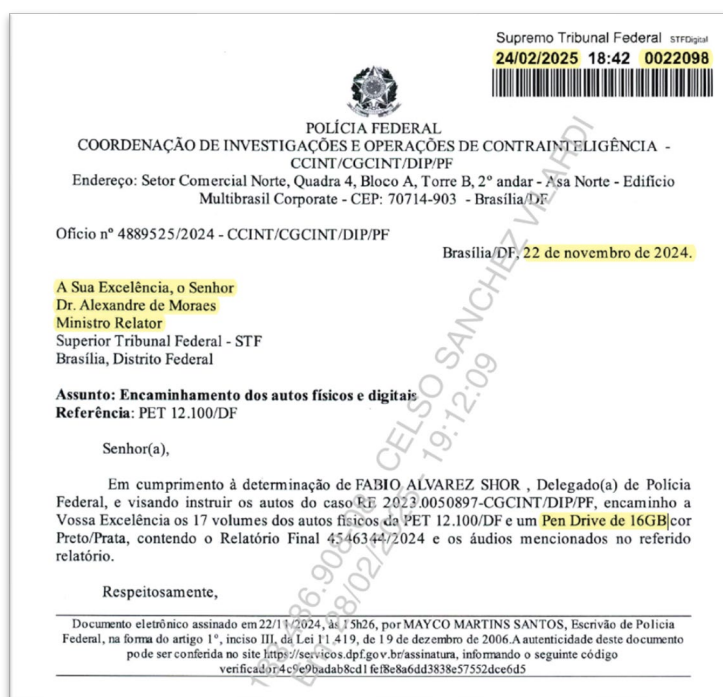 Supremo Tribunal Federal STFDigital
24/02/2025 18:42 0022098
POLÍCIA FEDERAL
COORDENAÇÃO DE INVESTIGAÇÕES E OPERAÇÕES DE CONTRAINTELIGÊNCIA -
CCINT/CGCINT/DIP/PF
Endereço: Setor Comercial Norte, Quadra 4, Bloco A, Torre B, 2º andar - Asa Norte - Edifício
Multibrasil Corporate - CEP: 70714-903 - Brasília/DF
Ofício nº 4889525/2024 - CCINT/CGCINT/DIP/PF
Brasília/DF, 22 de novembro de 2024.
A Sua Excelência, o Senhor
Dr. Alexandre de Moraes
Ministro Relator
Superior Tribunal Federal - STF
Brasília, Distrito Federal
Assunto: Encaminhamento dos autos físicos e digitais
Referência: PET 12.100/DF
Senhor(a),
Em cumprimento à determinação de FABIO ALVAREZ SHOR , Delegado(a) de Polícia
Federal, e visando instruir os autos do caso RE 2023.0050897-CGCINT/DIP/PF, encaminho a
Vossa Excelência os 17 volumes dos autos físicos da PET 12.100/DF e um Pen Drive de 16GB cor
Preto/Prata, contendo o Relatório Final 4546344/2024 e os áudios mencionados no referido
relatório.
Respeitosamente,
Documento eletrônico assinado em 22/11/2024, às 15h26, por MAYCO MARTINS SANTOS, Escrivão de Polícia
Federal, na forma do artigo 1º, inciso III, da Lei 11.419, de 19 de dezembro de 2006.A autenticidade deste documento
pode ser conferida no site https://servicos.dpf.gov.br/assinatura, informando o seguinte código
verificador:4c9e9badab8cd1fef8e8a6dd3838e57552dce6d5
CELSO SANCHEZ VILARDI
19:12:09